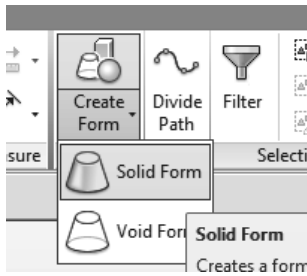 Create Form
Divide Path
Filter
sure
Selecti
Solid Form
Void For
Solid Form
Creates a form